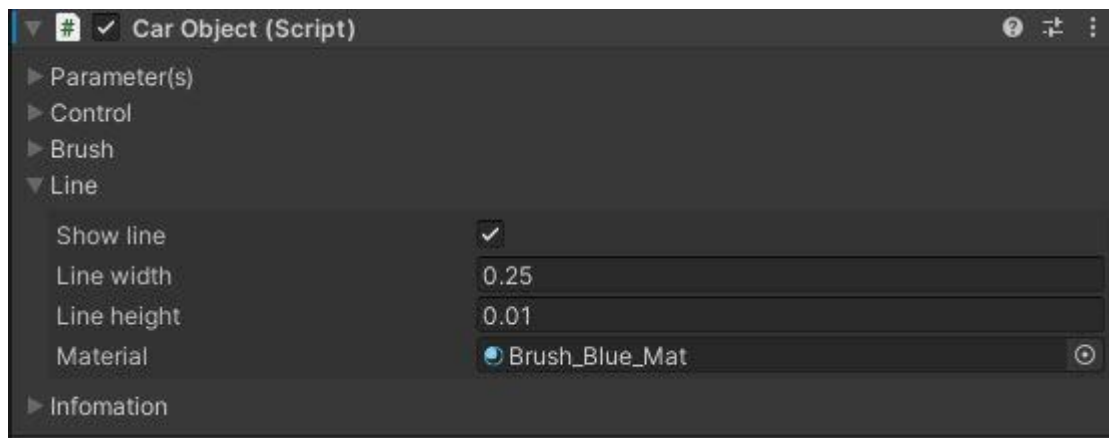 # Car Object (Script)
Parameter(s)
Control
Brush
Line
Show line
Line width 0.25
Line height 0.01
Material Brush_Blue_Mat
Infomation